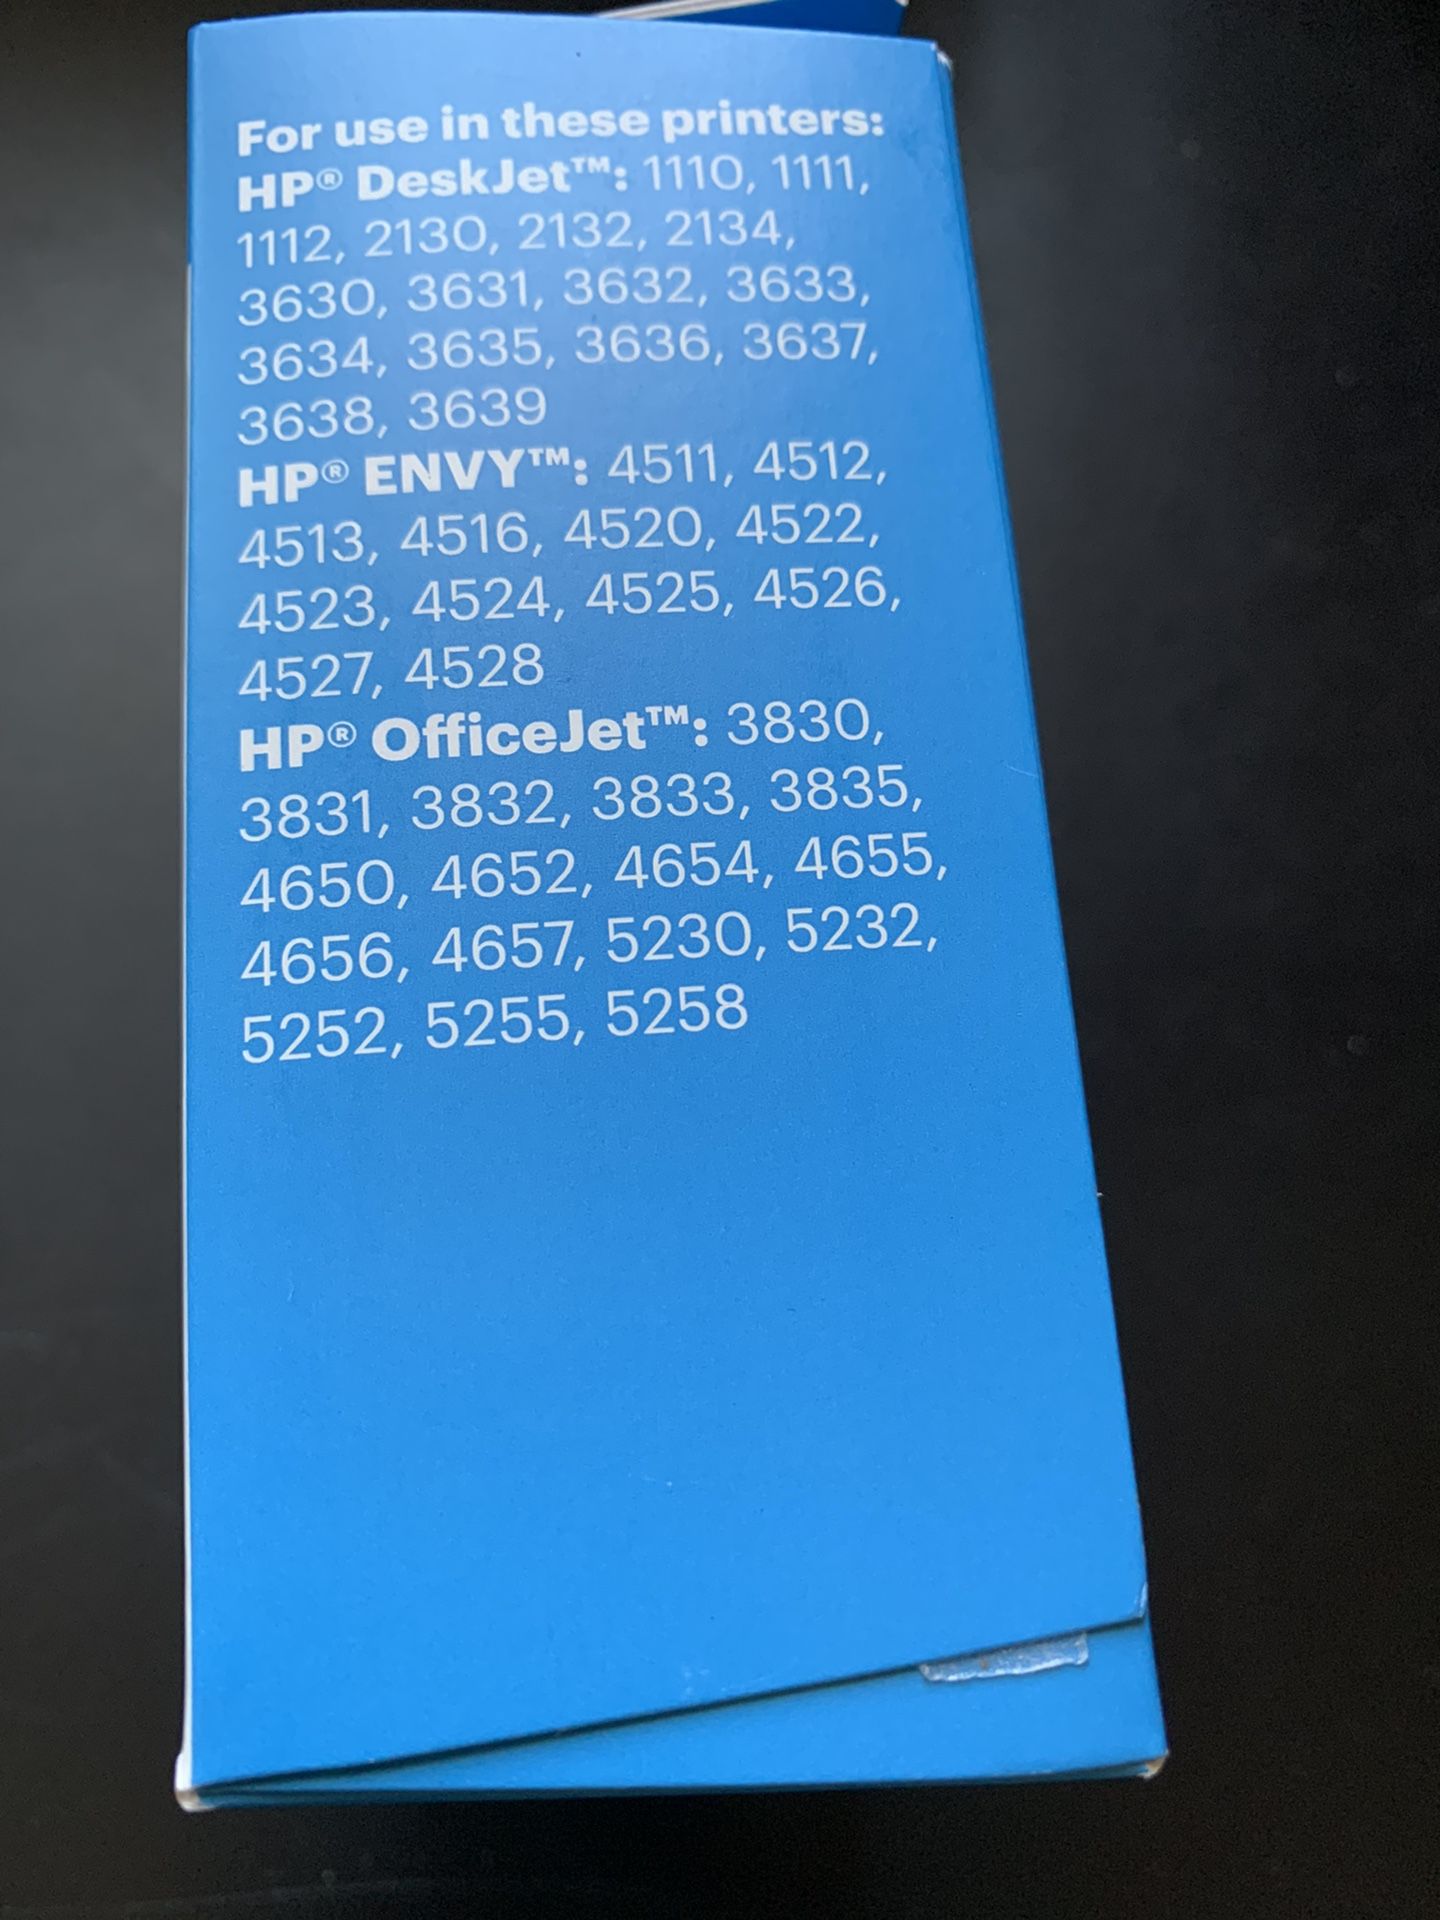 For use in these printers:
HP® DeskJet™: 1110, 1111,
1112, 2130, 2132, 2134,
3630, 3631, 3632, 3633,
3634, 3635, 3636, 3637,
3638, 3639
HP® ENVY™: 4511, 4512,
4513, 4516, 4520, 4522,
4523, 4524, 4525, 4526,
4527, 4528
HP® OfficeJet™: 3830,
3831, 3832, 3833, 3835,
4650, 4652, 4654, 4655,
4656, 4657, 5230, 5232,
5252, 5255, 5258